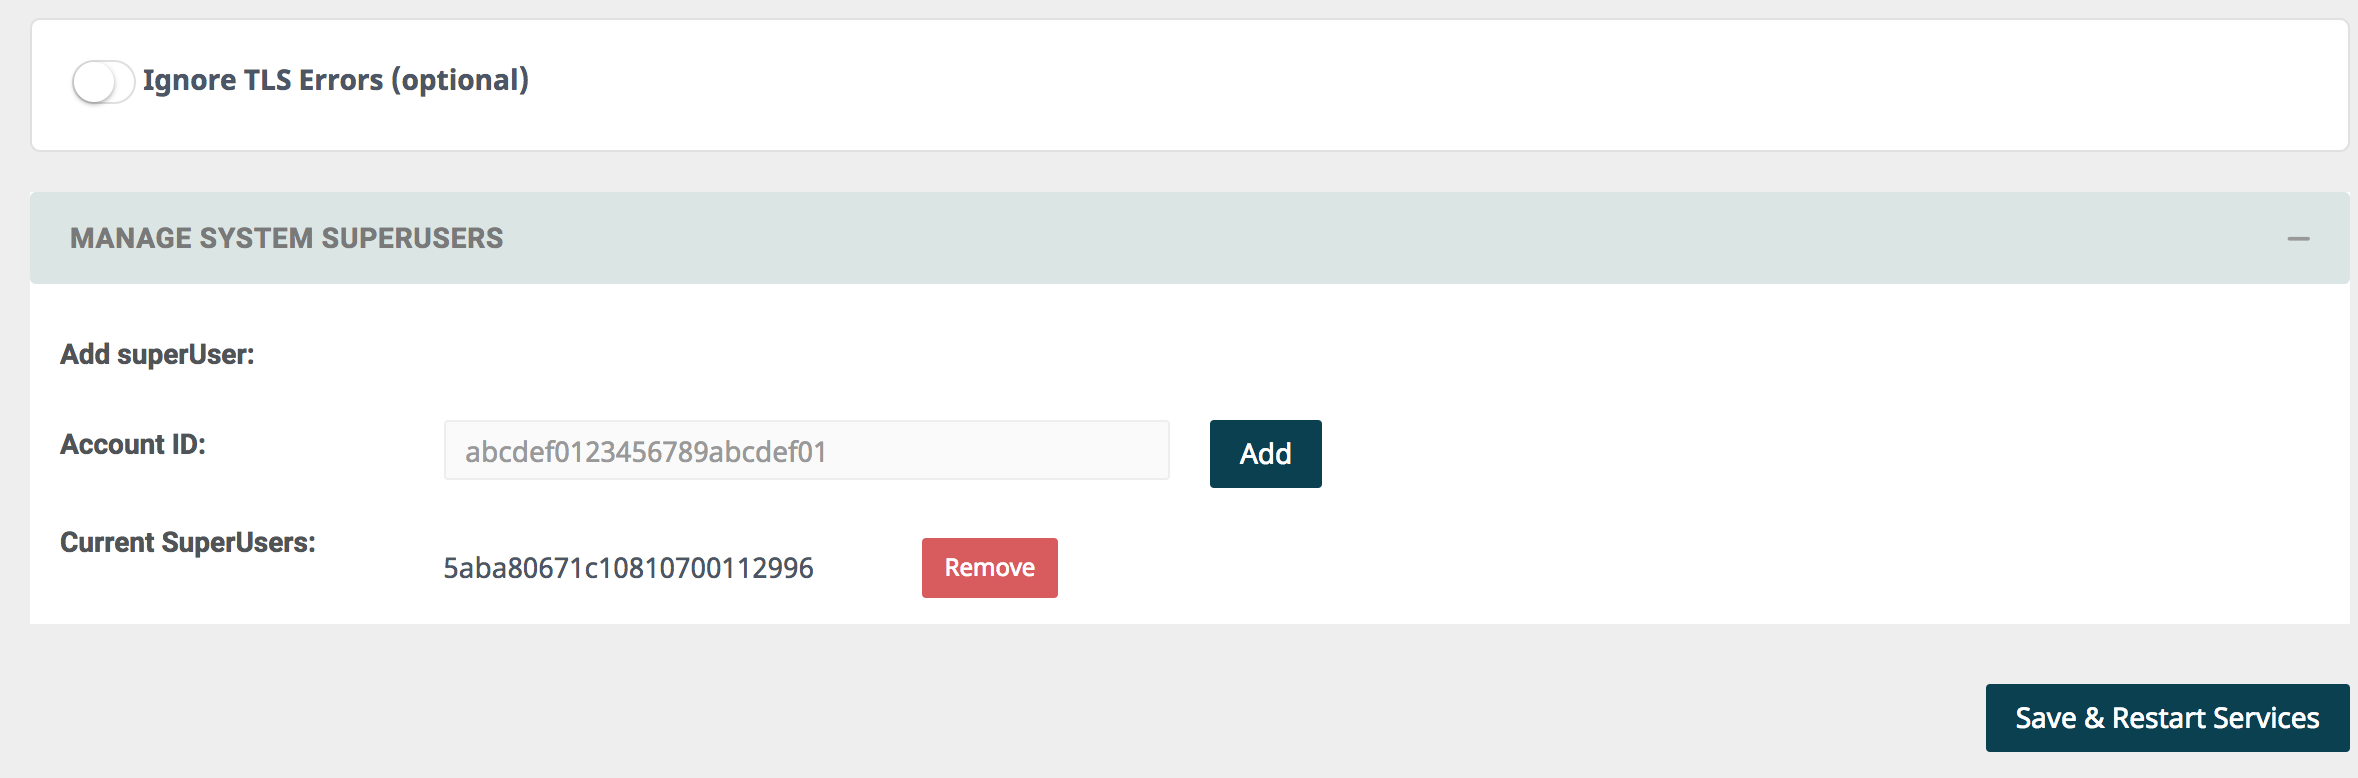 Ignore TLS Errors (optional)
MANAGE SYSTEM SUPERUSERS
Add superUser:
Account ID:
abcdef0123456789abcdef01
Add
Current SuperUsers:
5aba80671c10810700112996
Remove
Save & Restart Services